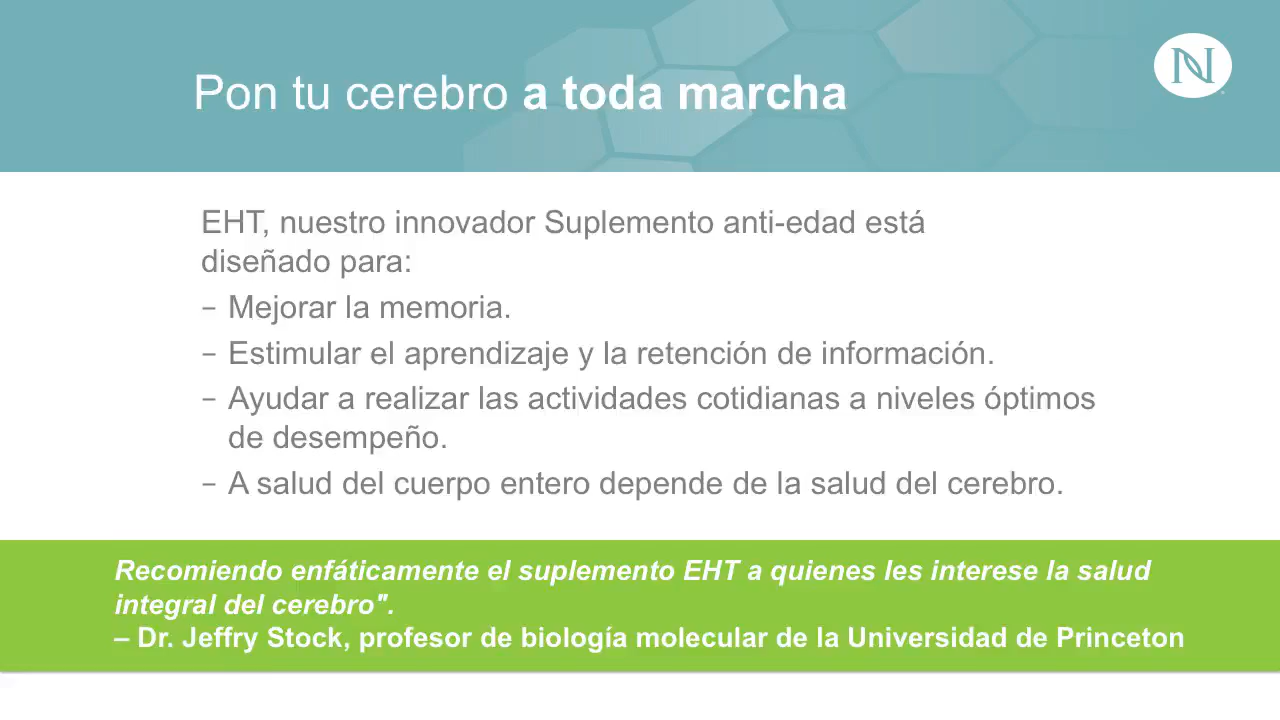 Pon tu cerebro a toda marcha
N
EHT, nuestro innovador Suplemento anti-edad está
diseñado para:
– Mejorar la memoria.
– Estimular el aprendizaje y la retención de información.
– Ayudar a realizar las actividades cotidianas a niveles óptimos
de desempeño.
– A salud del cuerpo entero depende de la salud del cerebro.
Recomiendo enfáticamente el suplemento EHT a quienes les interese la salud
integral del cerebro".
– Dr. Jeffry Stock, profesor de biología molecular de la Universidad de Princeton